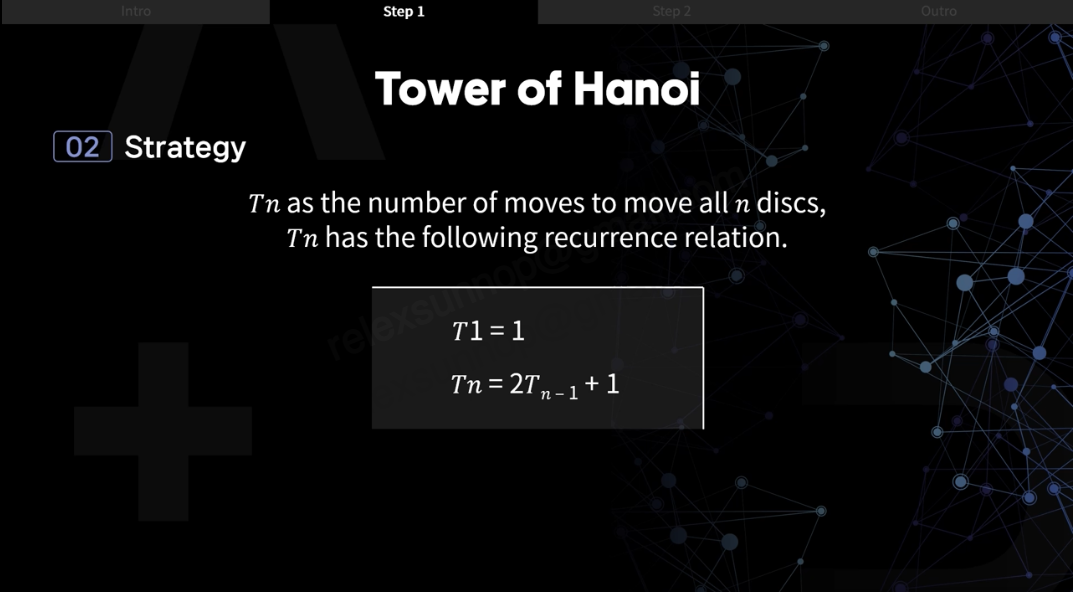 Intro
Step 1
Step 2
Outro
Tower of Hanoi
02 Strategy
Tn as the number of moves to move all n discs,
Tn has the following recurrence relation.
T1 = 1
Tn = 2Tn − 1 + 1